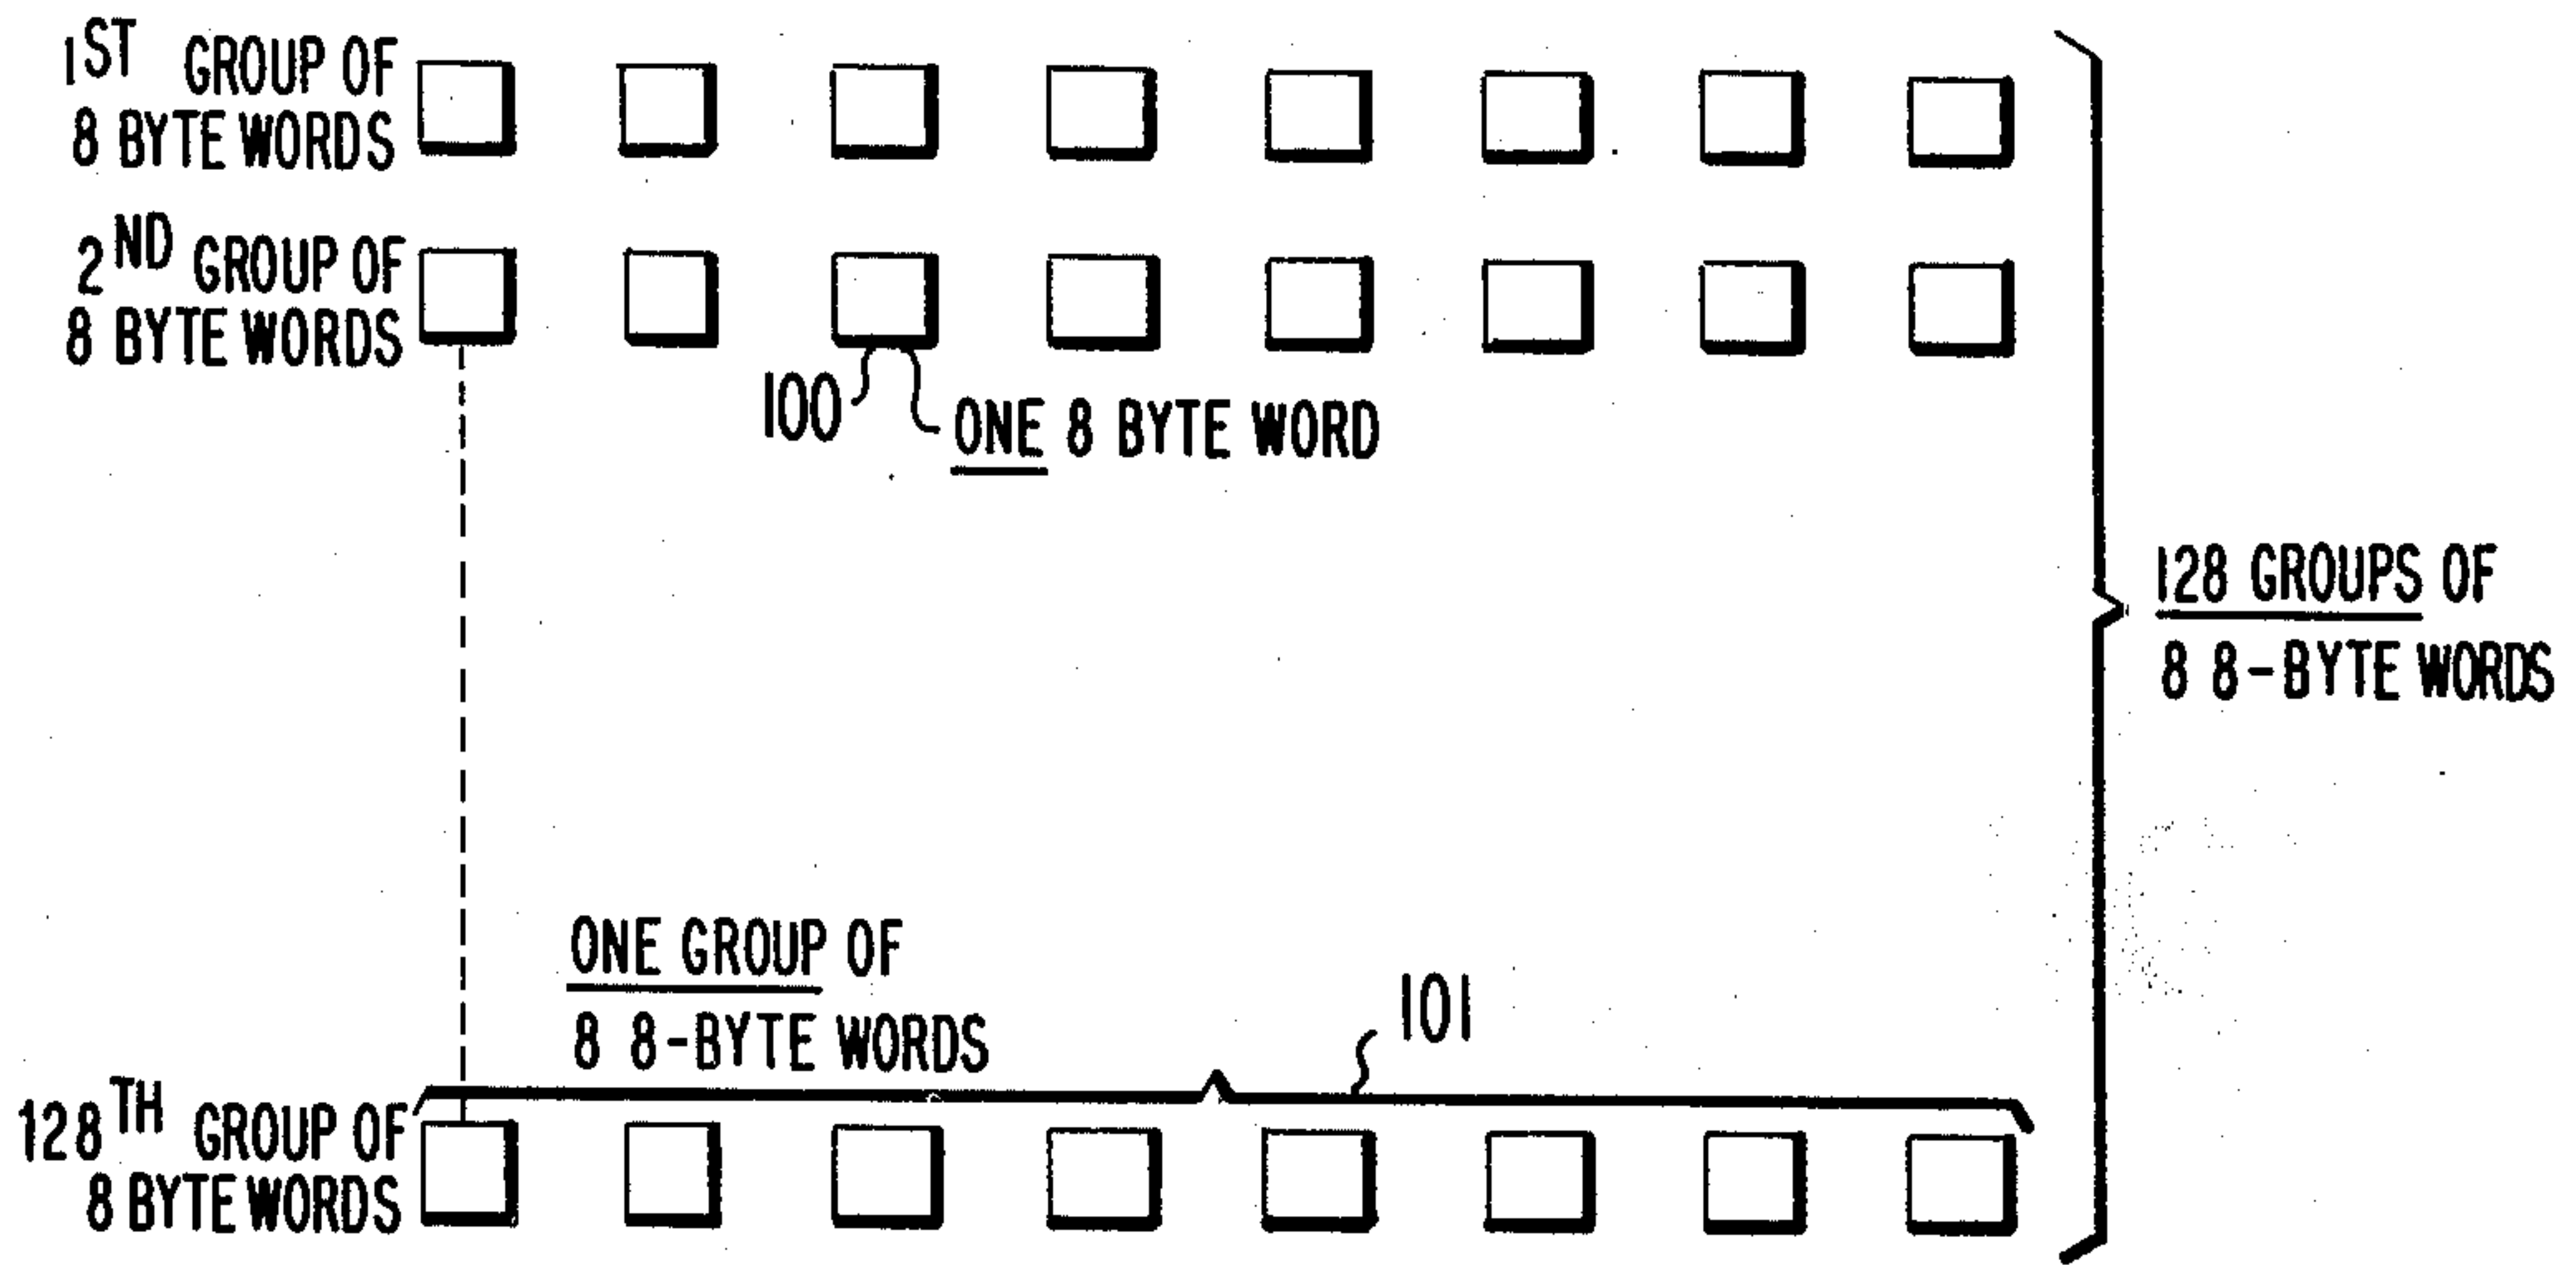 1ST GROUP OF
8 BYTE WORDS
2ND GROUP OF
8 BYTE WORDS
100
ONE 8 BYTE WORD
128 GROUPS OF
8 8-BYTE WORDS
ONE GROUP OF
8 8-BYTE WORDS
101
128TH GROUP OF
8 BYTE WORDS